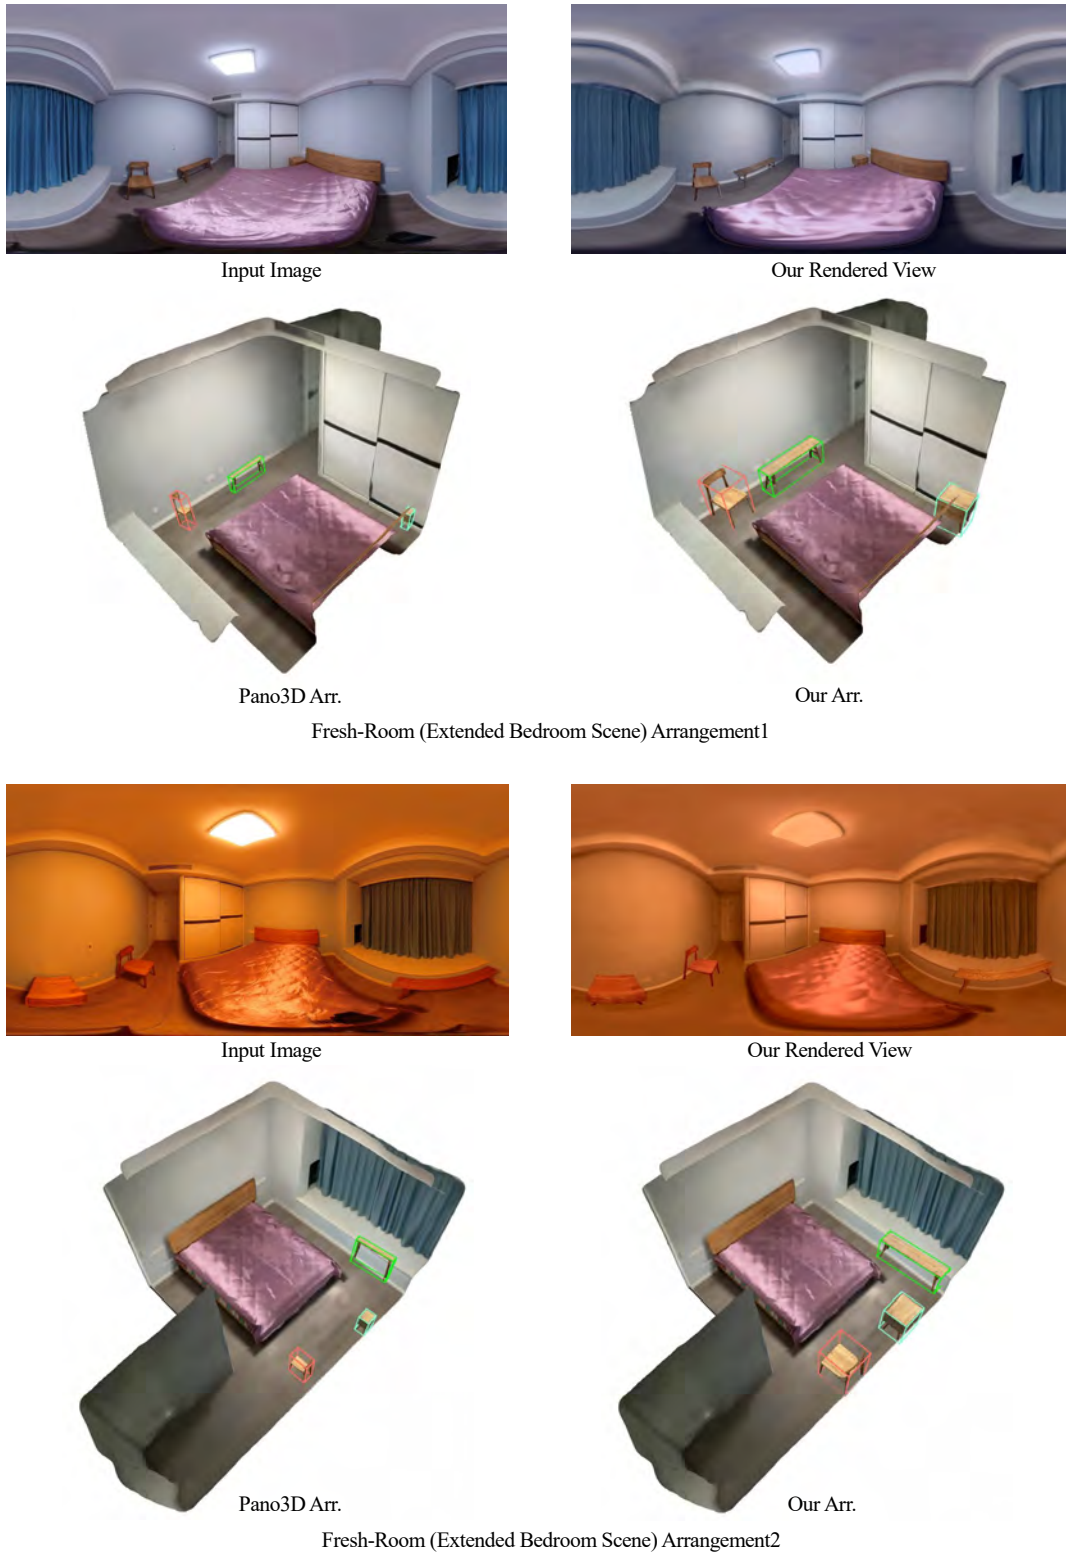 Input Image
Our Rendered View
Pano3D Arr.
Our Arr.
Fresh-Room (Extended Bedroom Scene) Arrangement1
Input Image
Our Rendered View
Pano3D Arr.
Our Arr.
Fresh-Room (Extended Bedroom Scene) Arrangement2